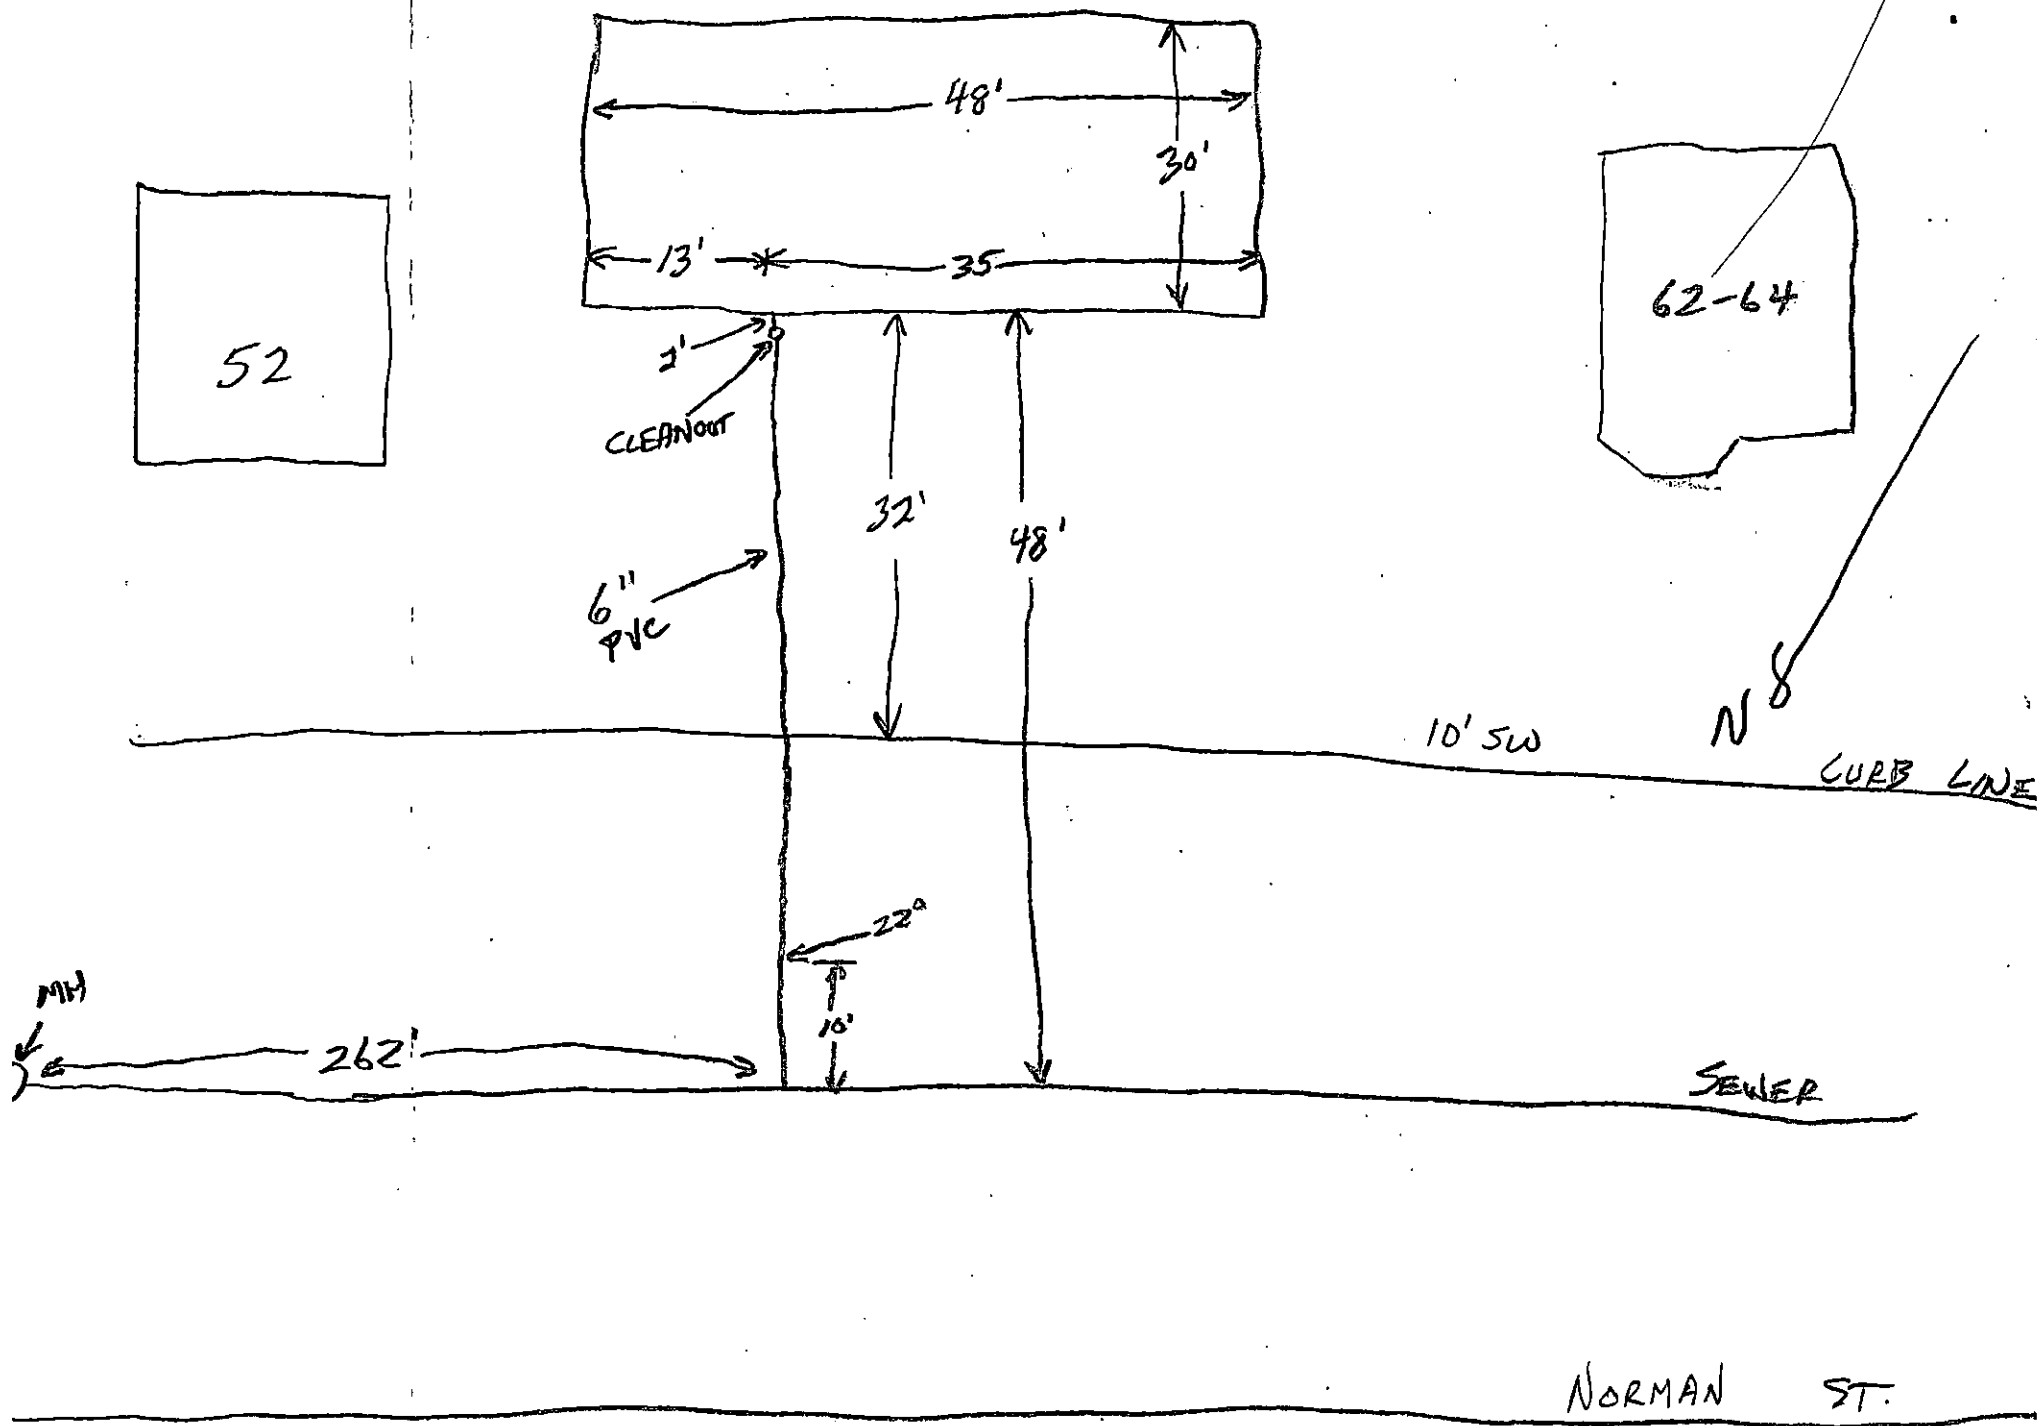 48'
30'
13'
35
52
62-64
CLEANOUT
32'
48'
6"
PVC
N
10' SW
CURB LINE
22°
MH
10'
262'
SEWER
NORMAN ST.